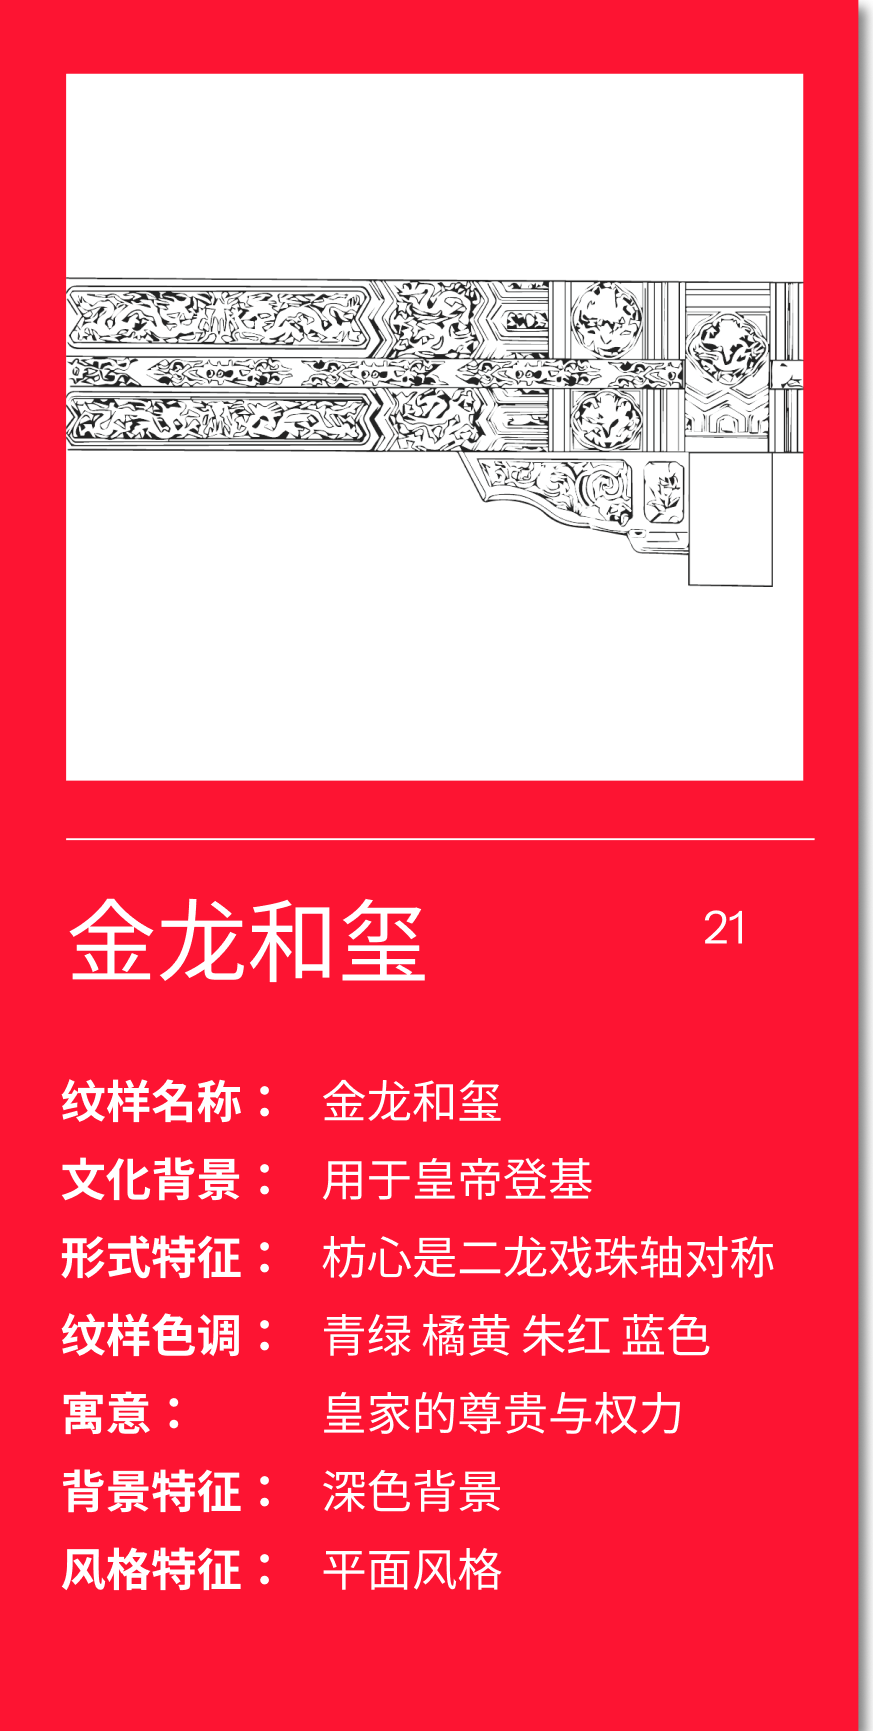 金龙和玺
21
纹样名称： 金龙和玺
文化背景： 用于皇帝登基
形式特征： 枋心是二龙戏珠轴对称
纹样色调： 青绿 橘黄 朱红 蓝色
寓意： 皇家的尊贵与权力
背景特征： 深色背景
风格特征： 平面风格